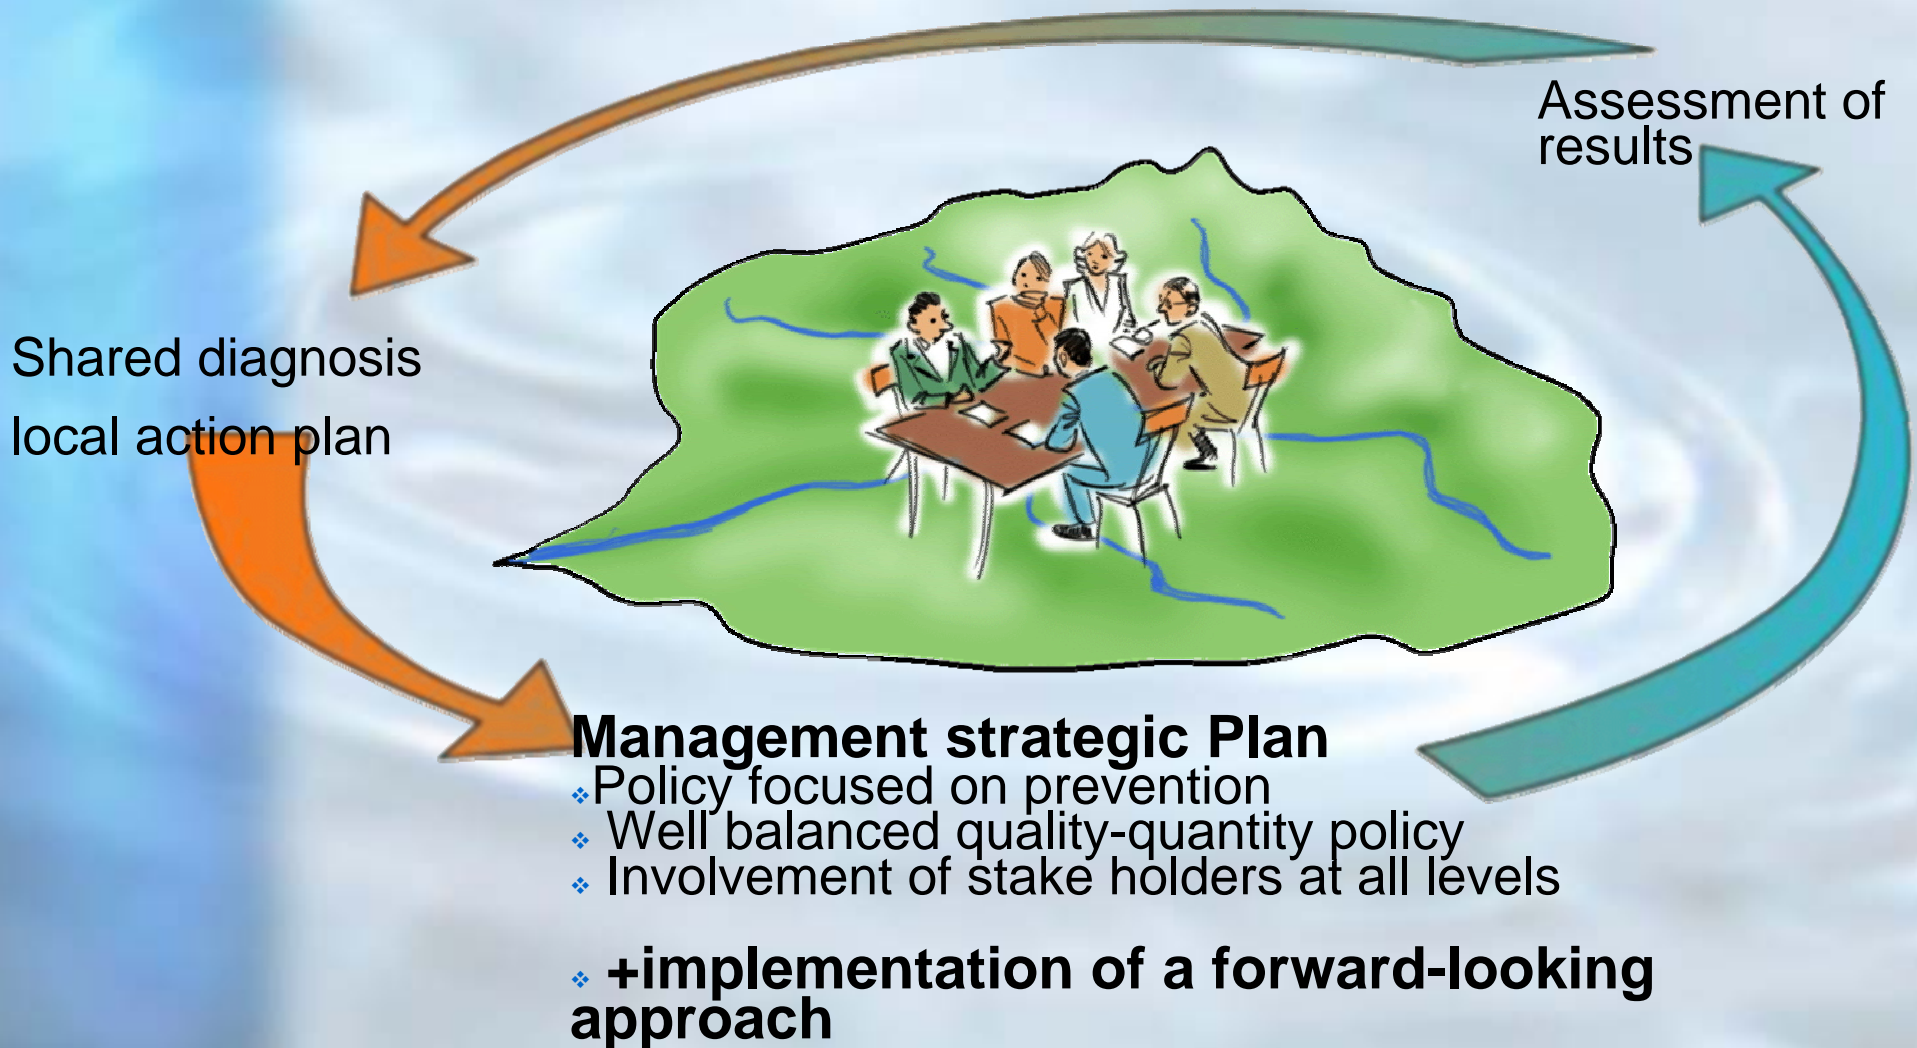 Assessment of
results
Shared diagnosis
local action plan
Management strategic Plan
❖Policy focused on prevention
❖ Well balanced quality-quantity policy
❖ Involvement of stake holders at all levels
❖ +implementation of a forward-looking
approach